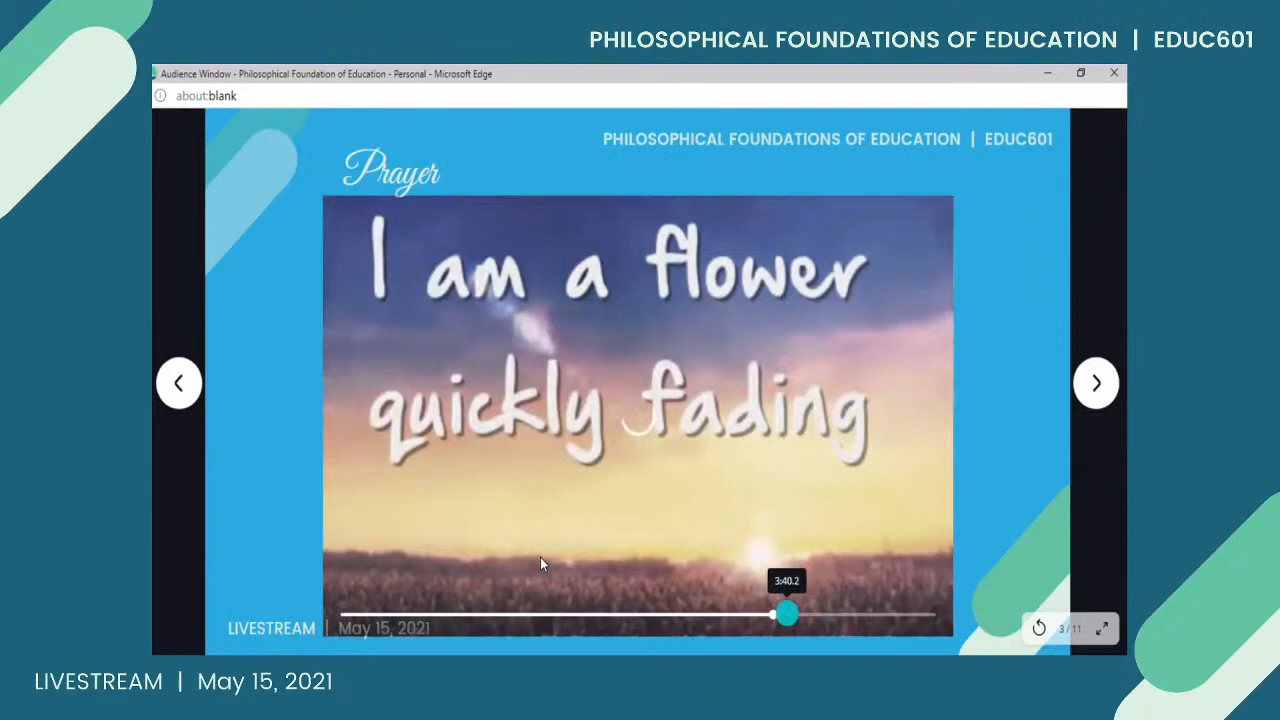 PHILOSOPHICAL FOUNDATIONS OF EDUCATION | EDUC601
Audience Window - Philosophical Foundation of Education - Personal - Microsoft Edge
about:blank
PHILOSOPHICAL FOUNDATIONS OF EDUCATION | EDUC601
Prayer
I am a flower
quickly fading
3:40.2
LIVESTREAM | May 15, 2021
3/11
LIVESTREAM | May 15, 2021